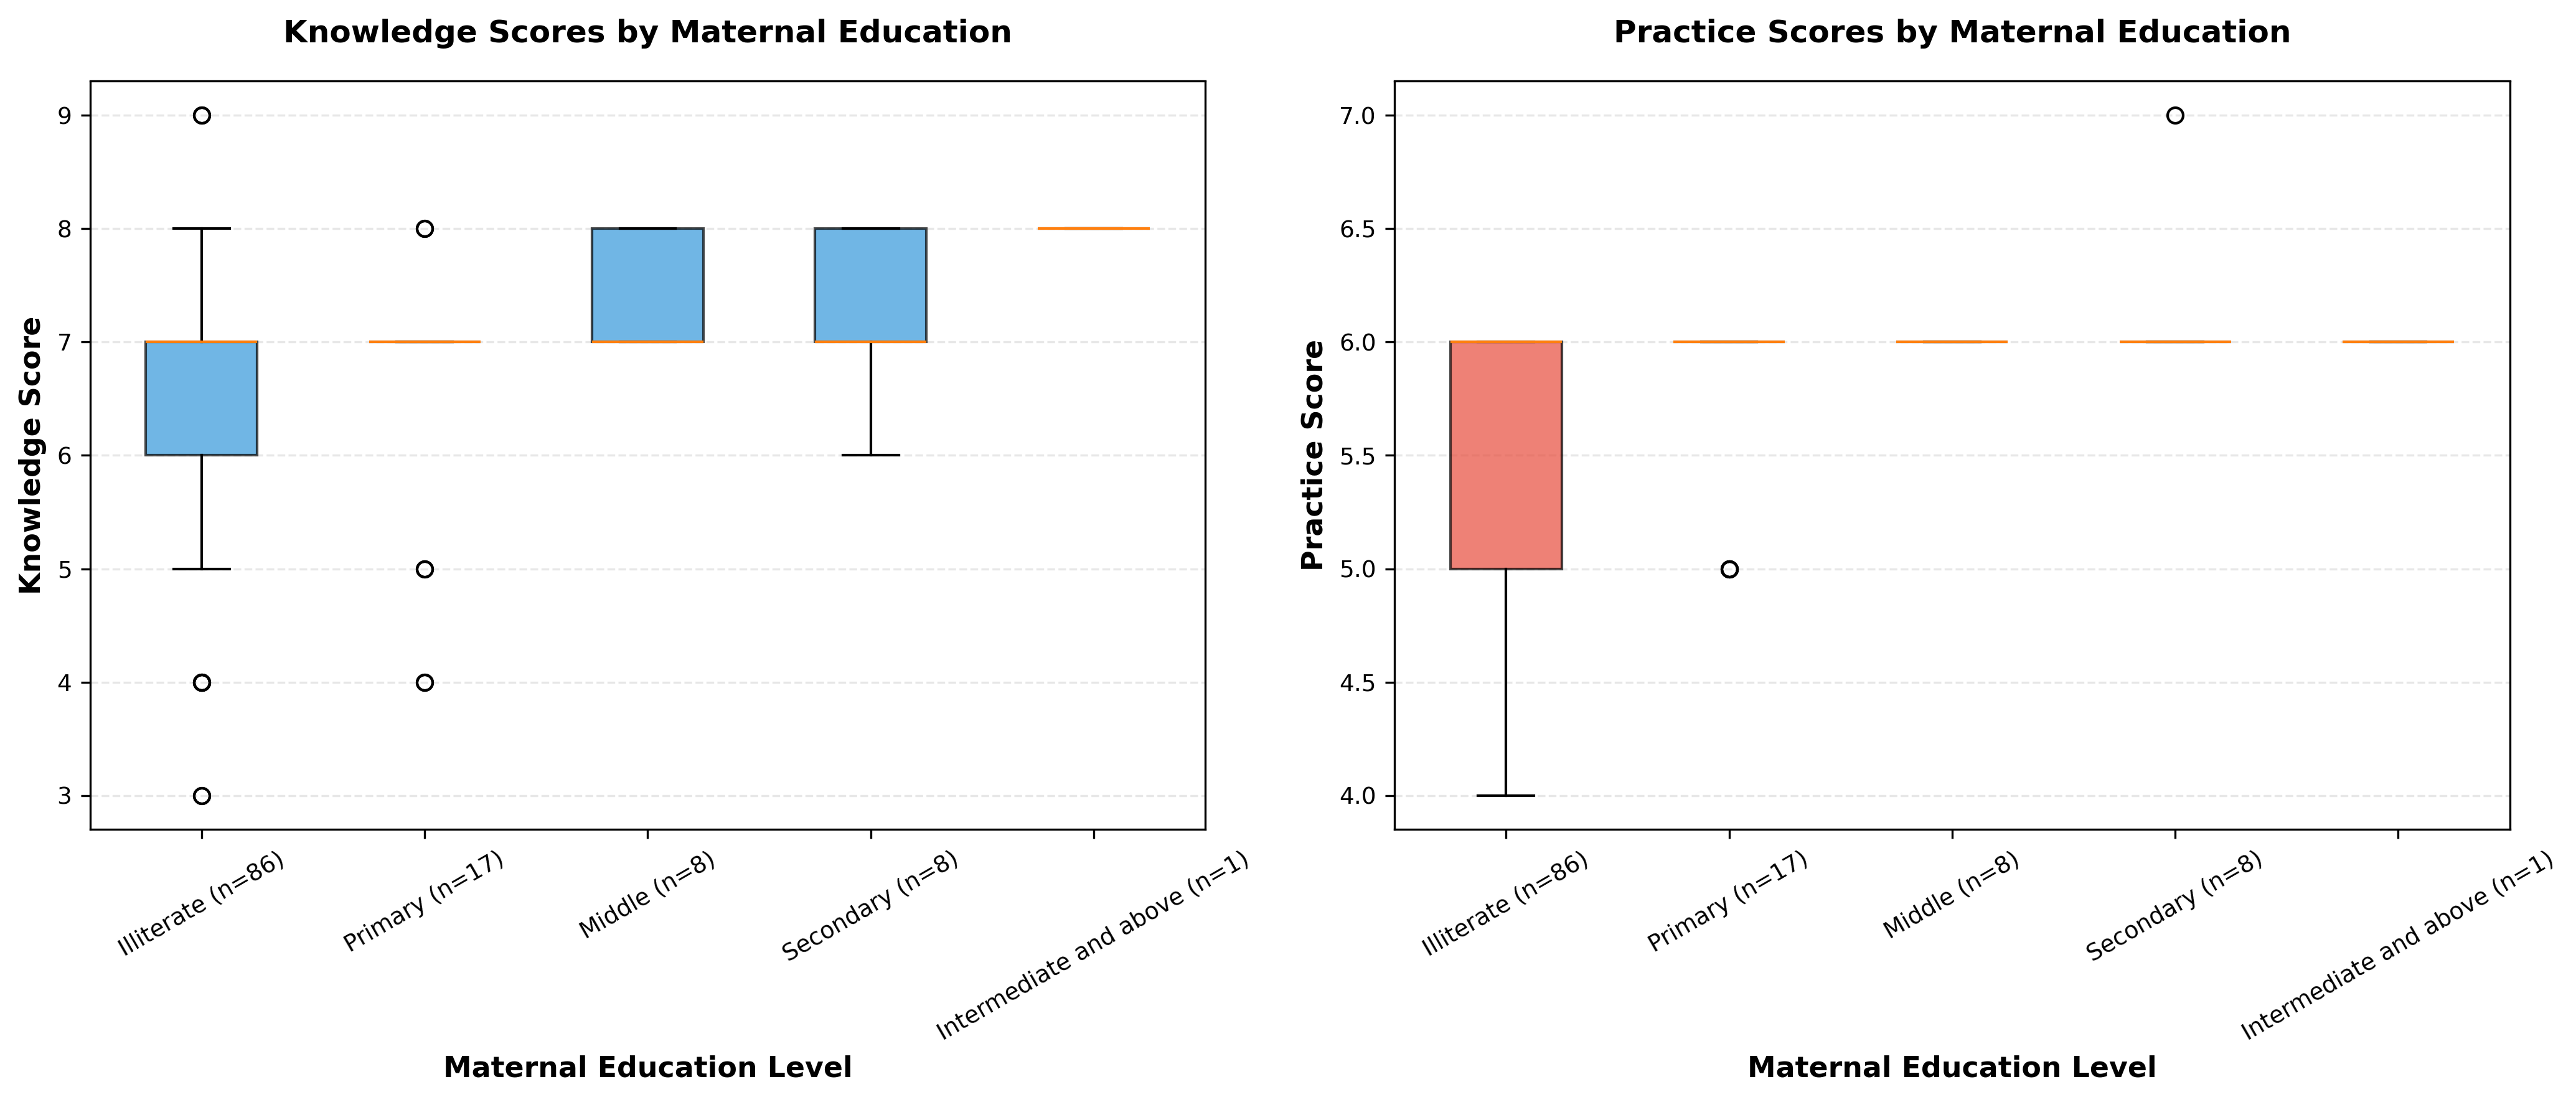 Knowledge Scores by Maternal Education
Knowledge Score
9
8
7
6
5
4
3
Illiterate (n=86)
Primary (n=17)
Middle (n=8)
Secondary (n=8)
Intermediate and above (n=1)
Maternal Education Level
Practice Scores by Maternal Education
Practice Score
7.0
6.5
6.0
5.5
5.0
4.5
4.0
Illiterate (n=86)
Primary (n=17)
Middle (n=8)
Secondary (n=8)
Intermediate and above (n=1)
Maternal Education Level